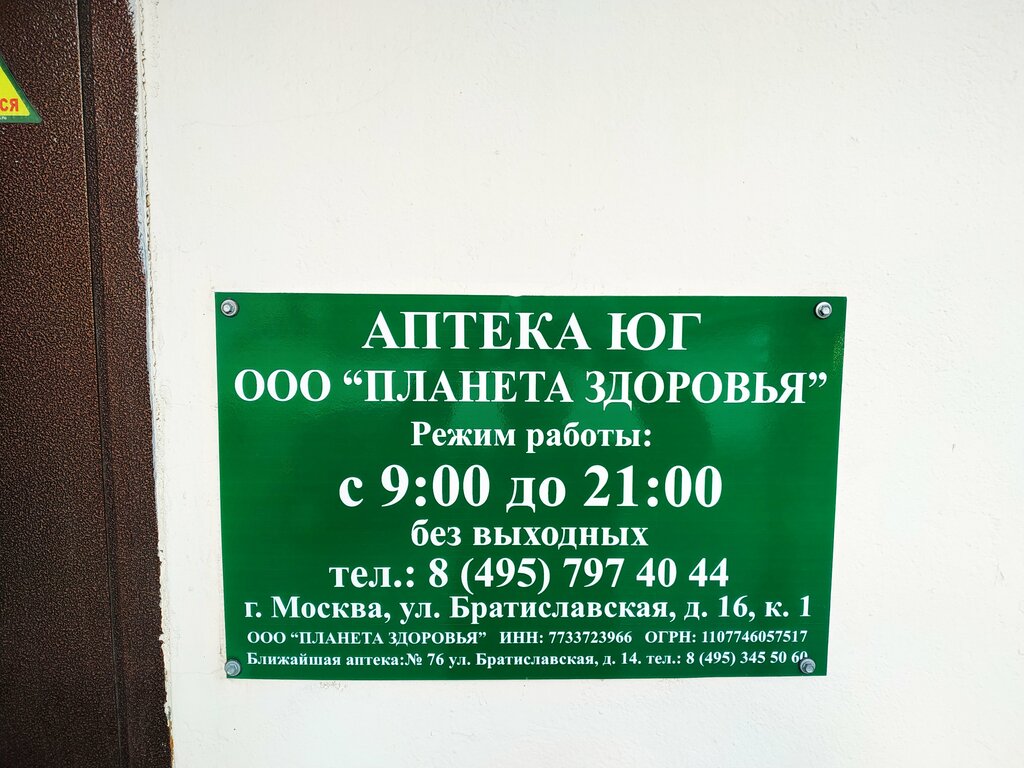 СЯ
АПТЕКА ЮГ
ООО “ПЛАНЕТА ЗДОРОВЬЯ”
Режим работы:
с 9:00 до 21:00
без выходных
тел.: 8 (495) 797 40 44
г. Москва, ул. Братиславская, д. 16, к. 1
ООО “ПЛАНЕТА ЗДОРОВЬЯ” ИНН: 7733723966 ОГРН: 1107746057517
Ближайшая аптека:№ 76 ул. Братиславская, д. 14. тел.: 8 (495) 345 50 60